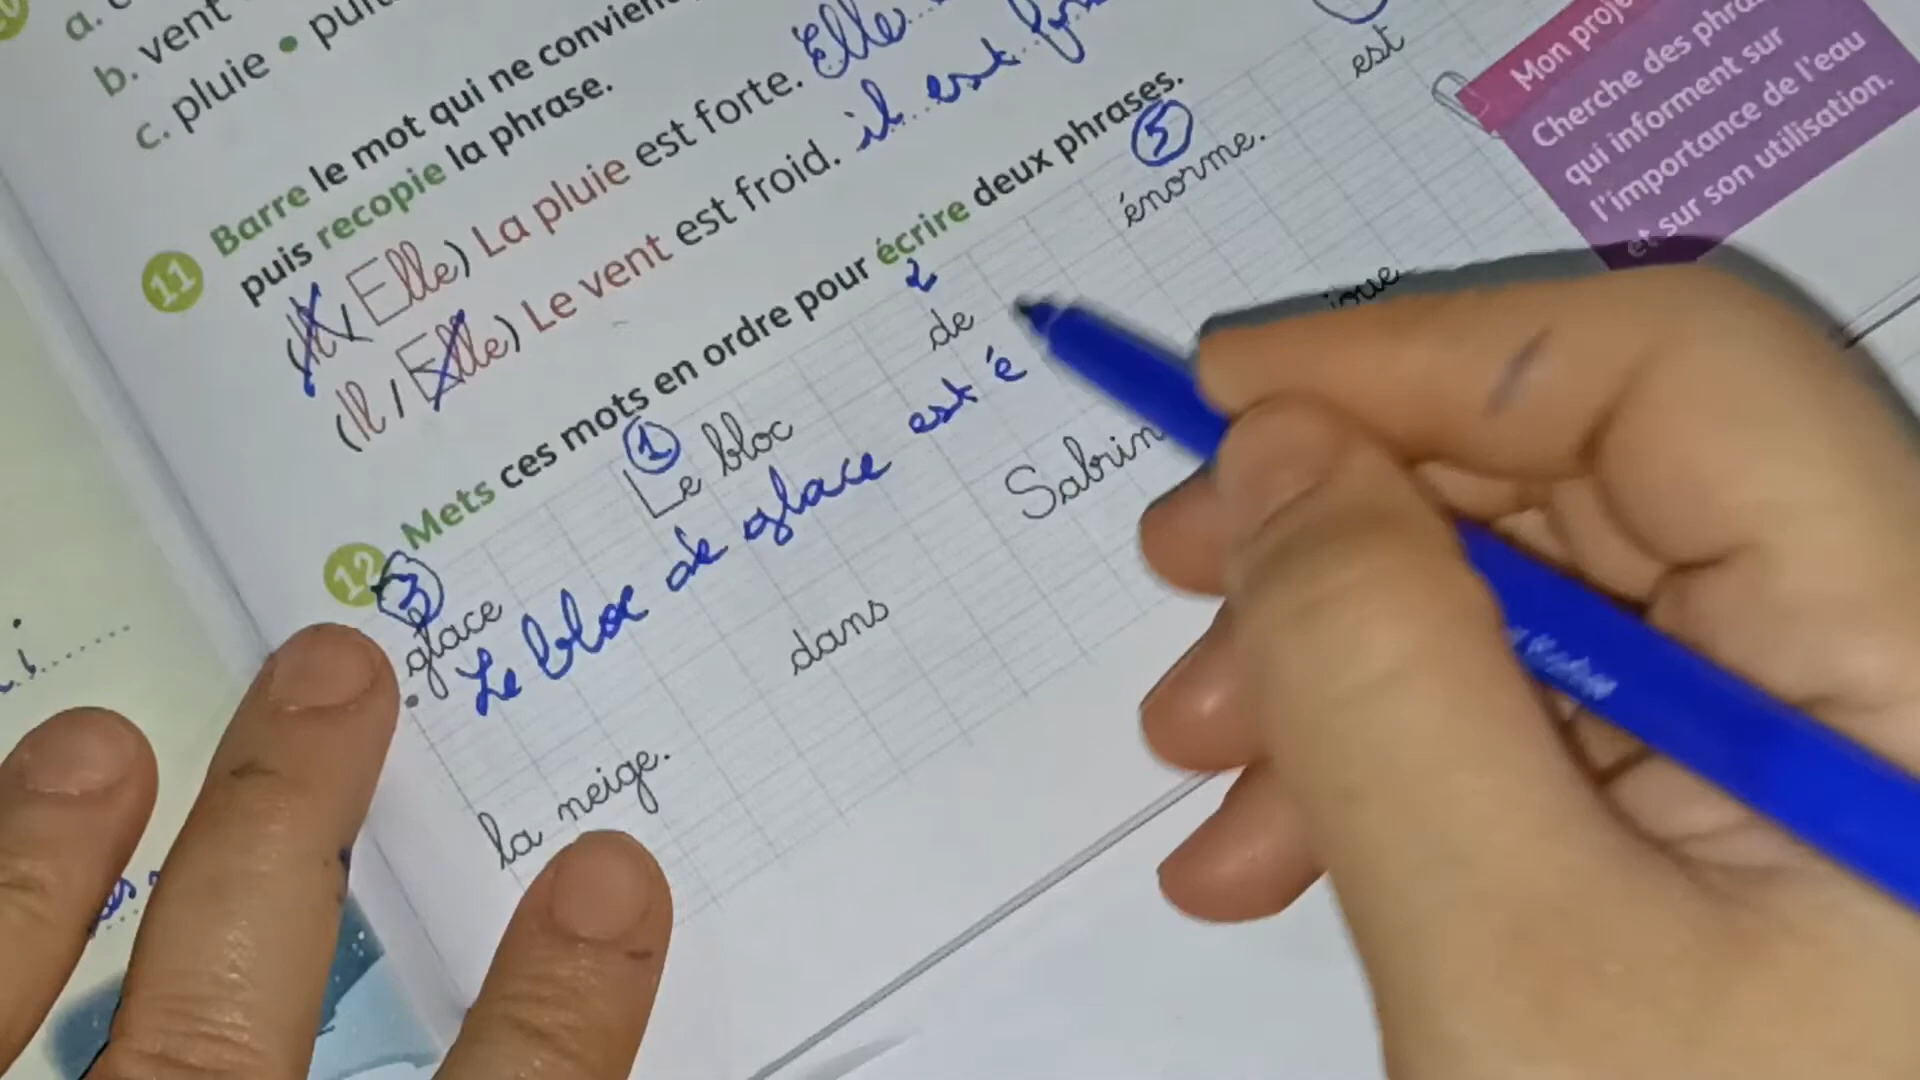 a.
b. vent
c. pluie • pui
11 Barre le mot qui ne convient
puis recopie la phrase.
(Il / Elle) La pluie est forte. Elle
(Il / Elle) Le vent est froid. il est
12 Mets ces mots en ordre pour écrire deux phrases.
3 1 2 5
glace Le bloc de énorme. est
• Le bloc de glace est é
la neige. dans Sabrin
Mon proje
Cherche des phra
qui informent sur
l'importance de l'eau
et sur son utilisation.